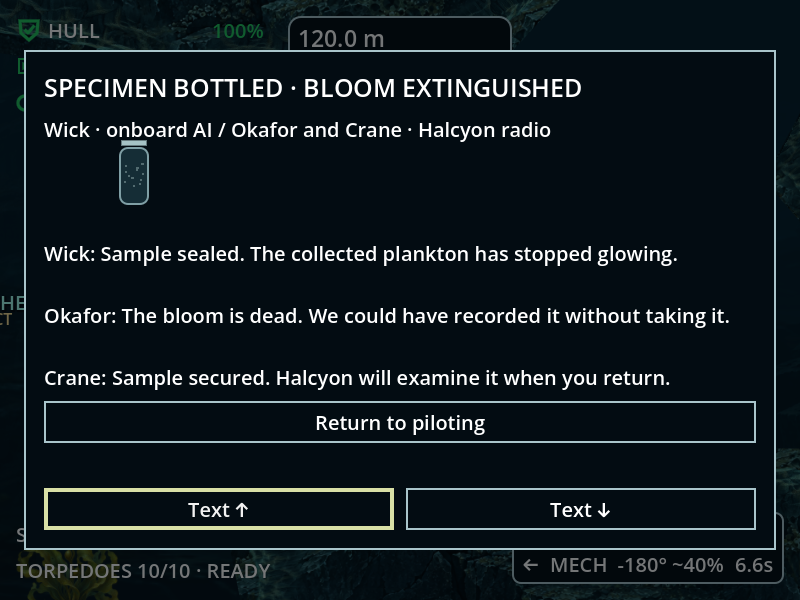 HULL 100%
120.0 m
SPECIMEN BOTTLED · BLOOM EXTINGUISHED
Wick · onboard AI / Okafor and Crane · Halcyon radio
Wick: Sample sealed. The collected plankton has stopped glowing.
Okafor: The bloom is dead. We could have recorded it without taking it.
Crane: Sample secured. Halcyon will examine it when you return.
Return to piloting
Text ↑ Text ↓
TORPEDOES 10/10 · READY
← MECH -180° ~40% 6.6s